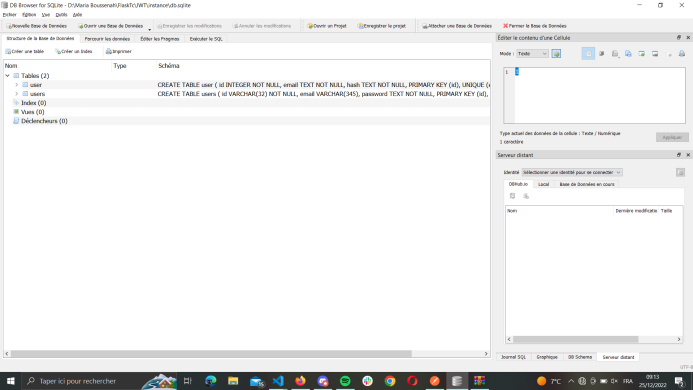 DB Browser for SQLite - D:\Maria Boussenah\FlaskTc\JWT\instance\db.sqlite
Fichier Édition Vue Outils Aide
Nouvelle Base de Données Ouvrir une Base de Données Enregistrer les modifications Annuler les modifications Ouvrir un Projet Enregistrer le projet Attacher une Base de Données Fermer la Base de Données
Structure de la Base de Données Parcourir les données Éditer les Pragmas Exécuter le SQL
Créer une table Créer un Index Imprimer
Nom Type Schéma
Tables (2)
user CREATE TABLE user ( id INTEGER NOT NULL, email TEXT NOT NULL, hash TEXT NOT NULL, PRIMARY KEY (id), UNIQUE (
users CREATE TABLE users ( id VARCHAR(32) NOT NULL, email VARCHAR(345), password TEXT NOT NULL, PRIMARY KEY (id),
Index (0)
Vues (0)
Déclencheurs (0)
Éditer le contenu d'une Cellule
Mode : Texte
1
Type actuel des données de la cellule : Texte / Numérique
1 caractère
Appliquer
Serveur distant
Identité Sélectionner une identité pour se connecter
DBHub.io Local Base de Données en cours
Nom Dernière modificatio Taille
Journal SQL Graphique DB Schema Serveur distant
UTF-8
Taper ici pour rechercher
7°C
FRA
09:13
25/12/2022